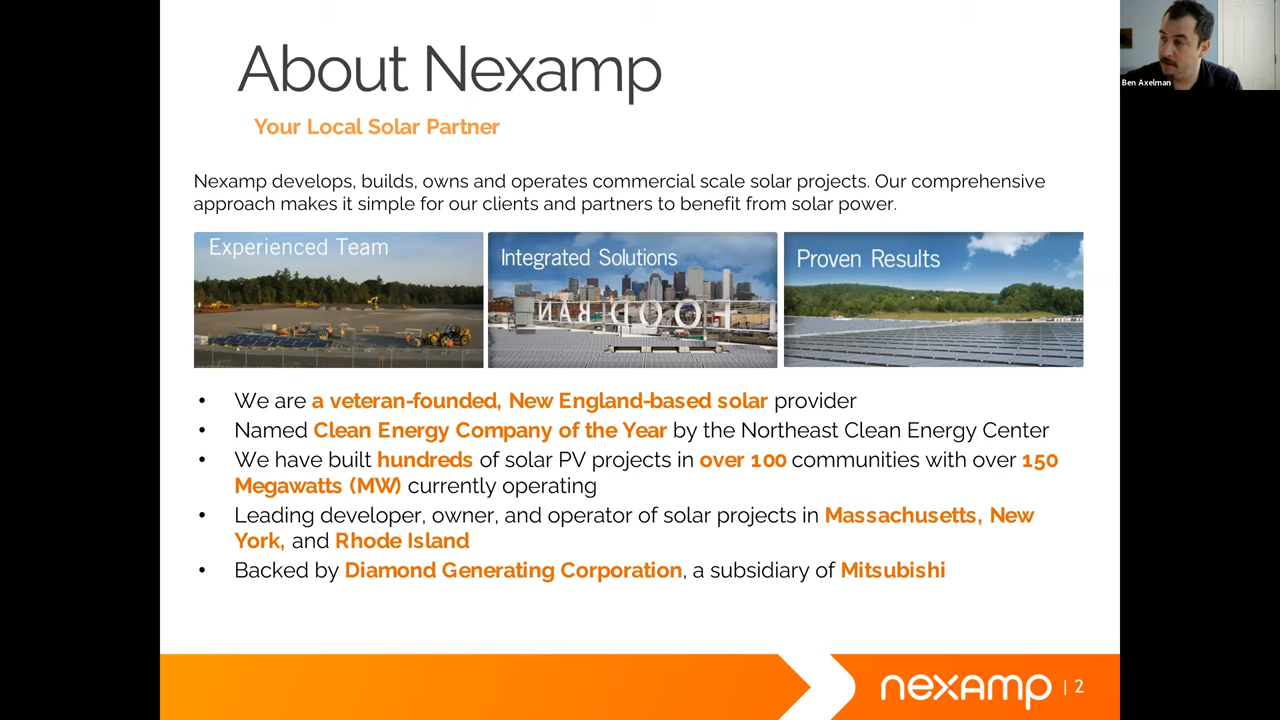 About Nexamp
Your Local Solar Partner
Nexamp develops, builds, owns and operates commercial scale solar projects. Our comprehensive
approach makes it simple for our clients and partners to benefit from solar power.
Experienced Team
Integrated Solutions
Proven Results
FOOD BAN
• We are a veteran-founded, New England-based solar provider
• Named Clean Energy Company of the Year by the Northeast Clean Energy Center
• We have built hundreds of solar PV projects in over 100 communities with over 150
Megawatts (MW) currently operating
• Leading developer, owner, and operator of solar projects in Massachusetts, New
York, and Rhode Island
• Backed by Diamond Generating Corporation, a subsidiary of Mitsubishi
nexamp | 2
Ben Axelman